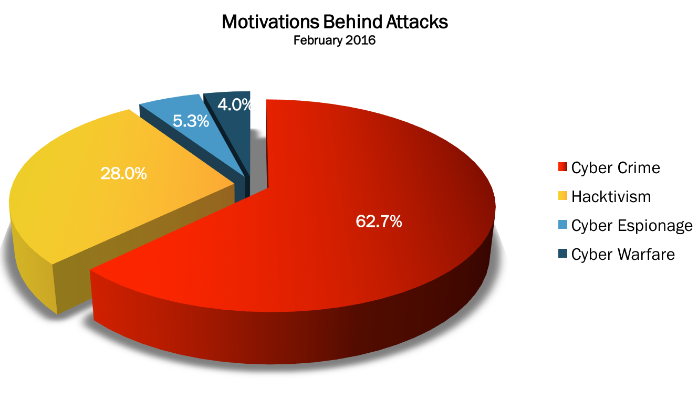 Motivations Behind Attacks
February 2016
4.0%
5.3%
28.0%
62.7%
Cyber Crime
Hacktivism
Cyber Espionage
Cyber Warfare